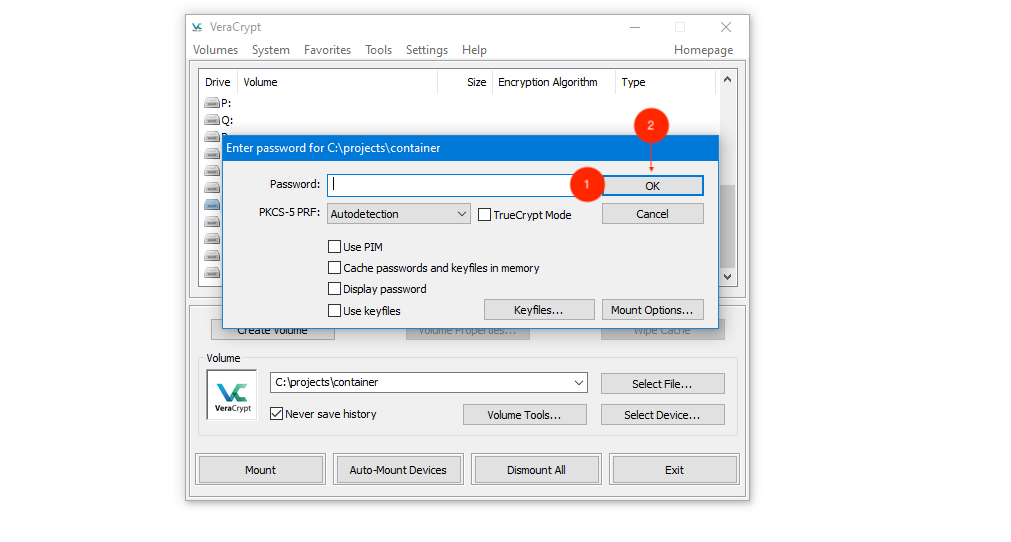 VeraCrypt
Volumes System Favorites Tools Settings Help Homepage
Drive Volume Size Encryption Algorithm Type
P:
Q:
2
Enter password for C:\projects\container
Password: 1 OK
PKCS-5 PRF: Autodetection TrueCrypt Mode Cancel
Use PIM
Cache passwords and keyfiles in memory
Display password
Use keyfiles Keyfiles... Mount Options...
Create Volume Volume Properties... Wipe Cache
Volume
VeraCrypt C:\projects\container Select File...
Never save history Volume Tools... Select Device...
Mount Auto-Mount Devices Dismount All Exit